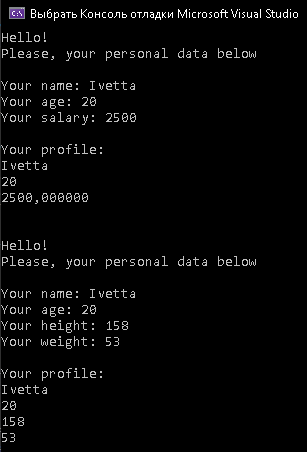 Выбрать Консоль отладки Microsoft Visual Studio
Hello!
Please, your personal data below
Your name: Ivetta
Your age: 20
Your salary: 2500
Your profile:
Ivetta
20
2500,000000
Hello!
Please, your personal data below
Your name: Ivetta
Your age: 20
Your height: 158
Your weight: 53
Your profile:
Ivetta
20
158
53